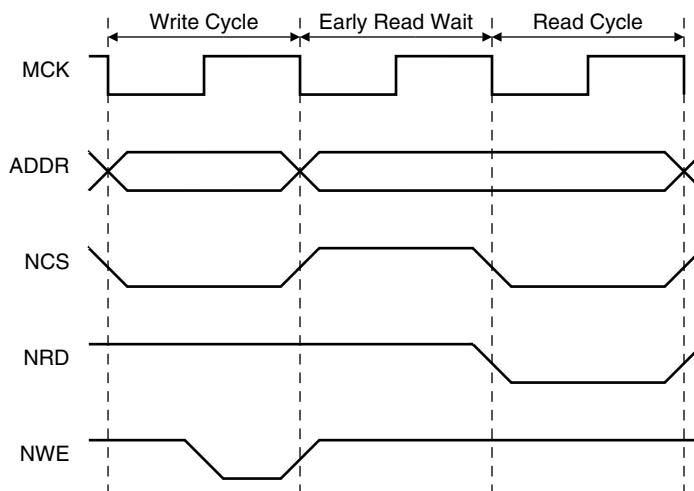 Write Cycle Early Read Wait Read Cycle
MCK
ADDR
NCS
NRD
NWE